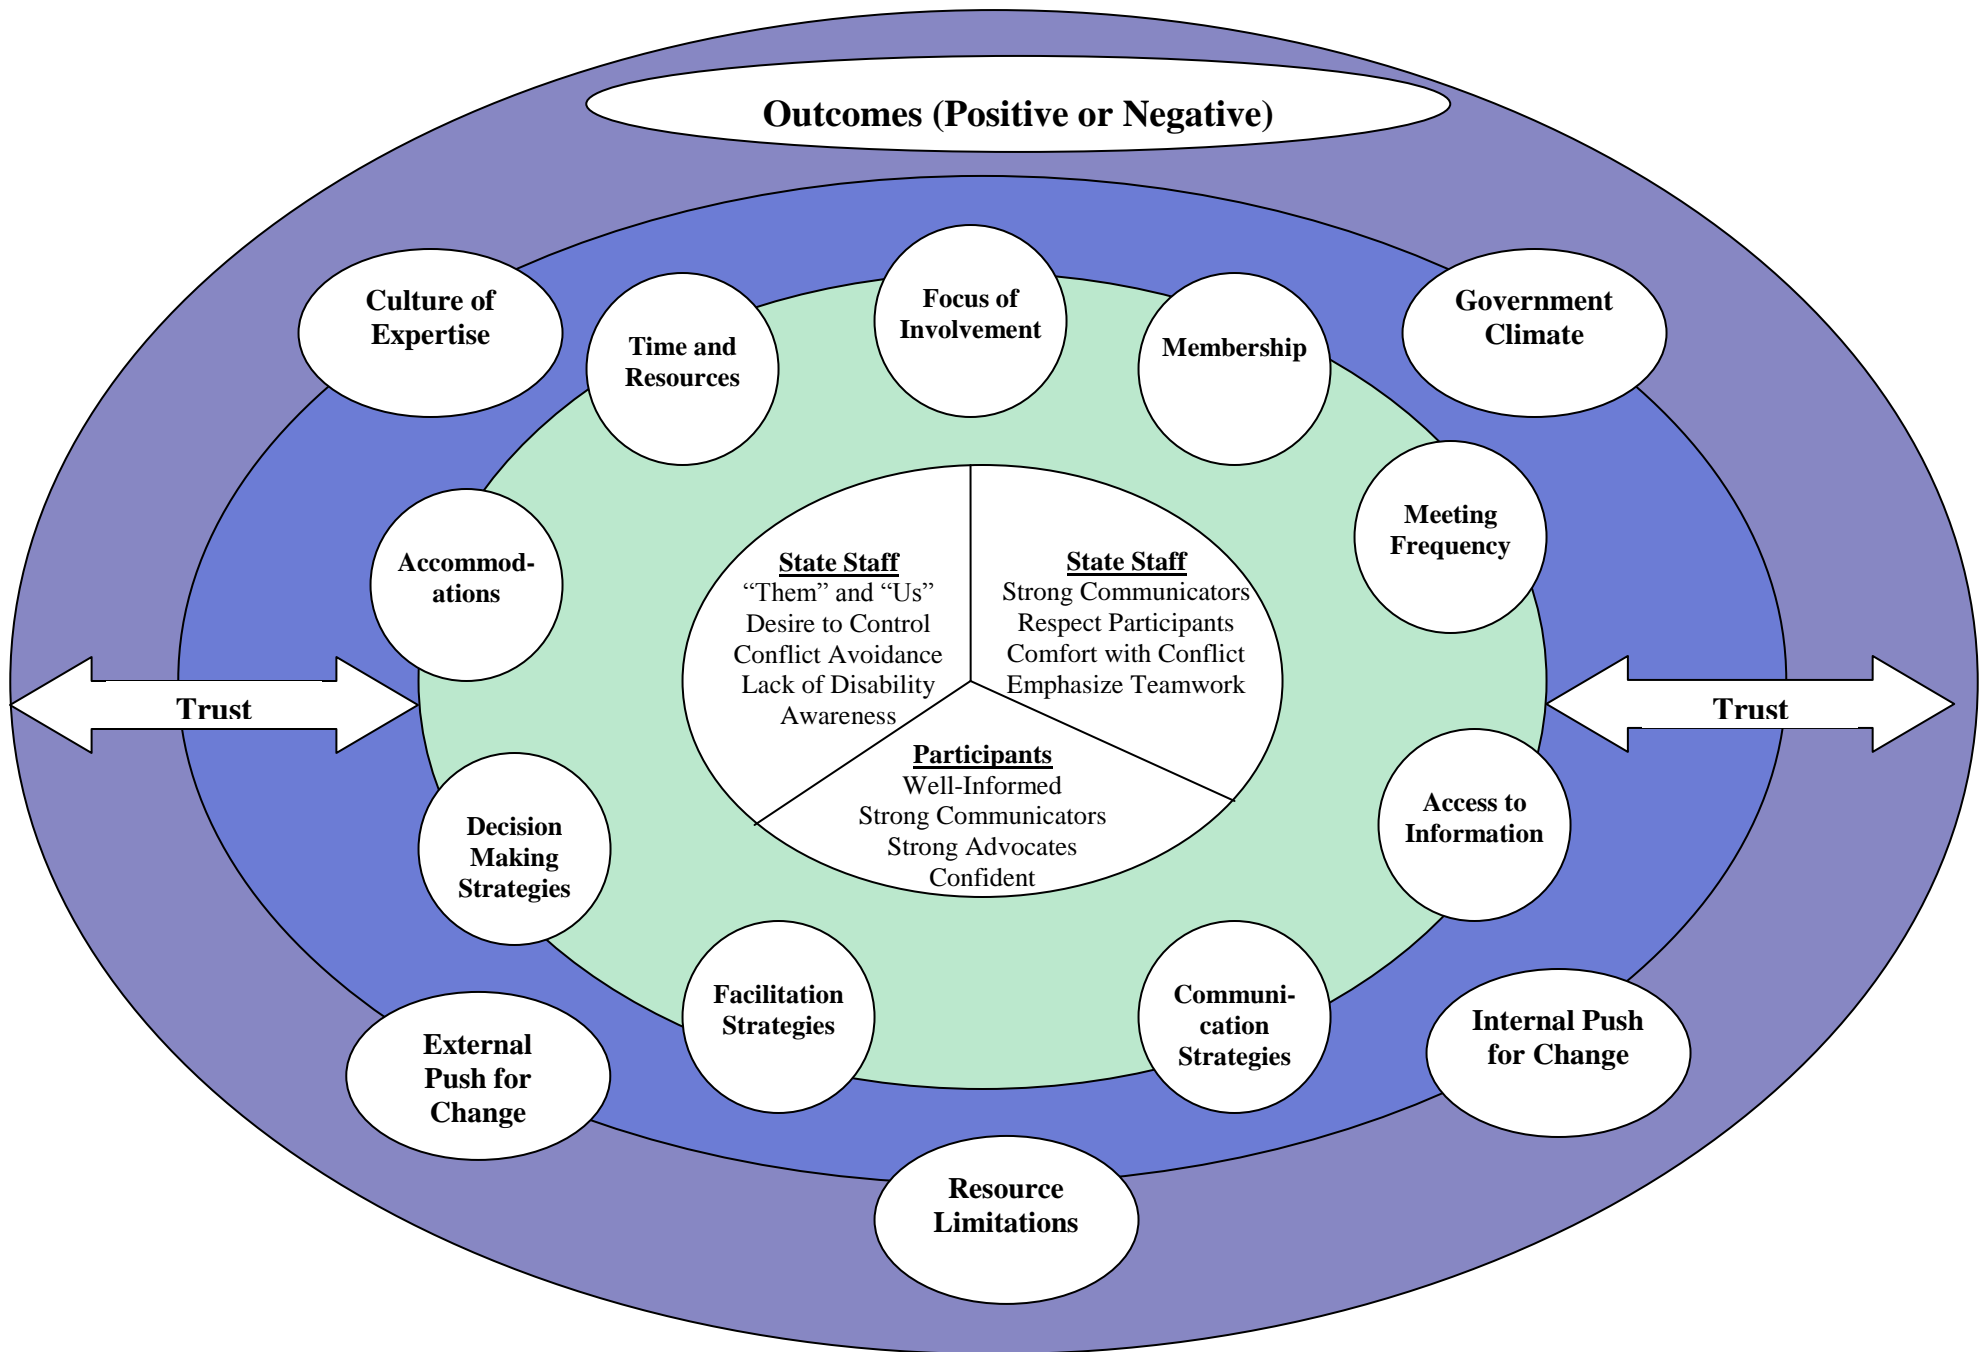 Outcomes (Positive or Negative)
Culture of
Expertise
Government
Climate
Time and
Resources
Focus of
Involvement
Membership
Accommod-
ations
Meeting
Frequency
State Staff
“Them” and “Us”
Desire to Control
Conflict Avoidance
Lack of Disability
Awareness
State Staff
Strong Communicators
Respect Participants
Comfort with Conflict
Emphasize Teamwork
Trust
Trust
Participants
Well-Informed
Strong Communicators
Strong Advocates
Confident
Decision
Making
Strategies
Access to
Information
Facilitation
Strategies
Communi-
cation
Strategies
External
Push for
Change
Internal Push
for Change
Resource
Limitations